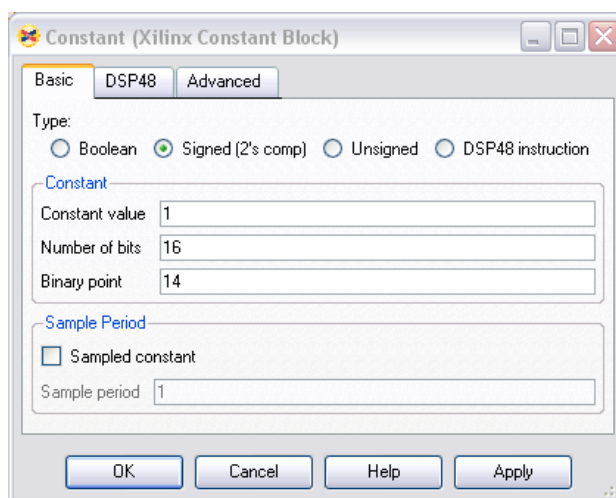 Constant (Xilinx Constant Block)
Basic DSP48 Advanced
Type:
Boolean Signed (2's comp) Unsigned DSP48 instruction
Constant
Constant value 1
Number of bits 16
Binary point 14
Sample Period
Sampled constant
Sample period 1
OK Cancel Help Apply